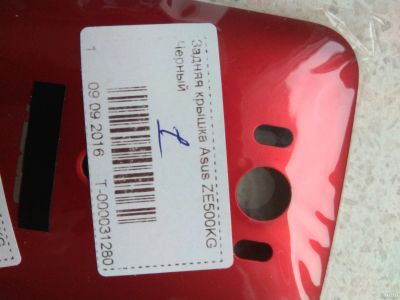 Задняя крышка Asus ZE500KG
Черный
1
09.09.2016
T-000031280